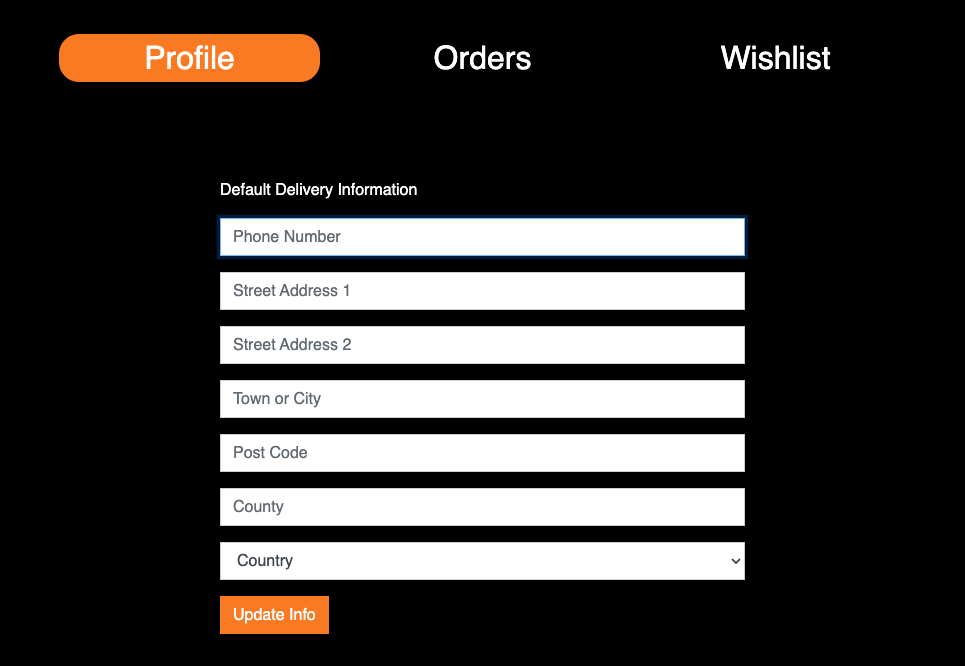 Profile Orders Wishlist
Default Delivery Information
Phone Number
Street Address 1
Street Address 2
Town or City
Post Code
County
Country
Update Info